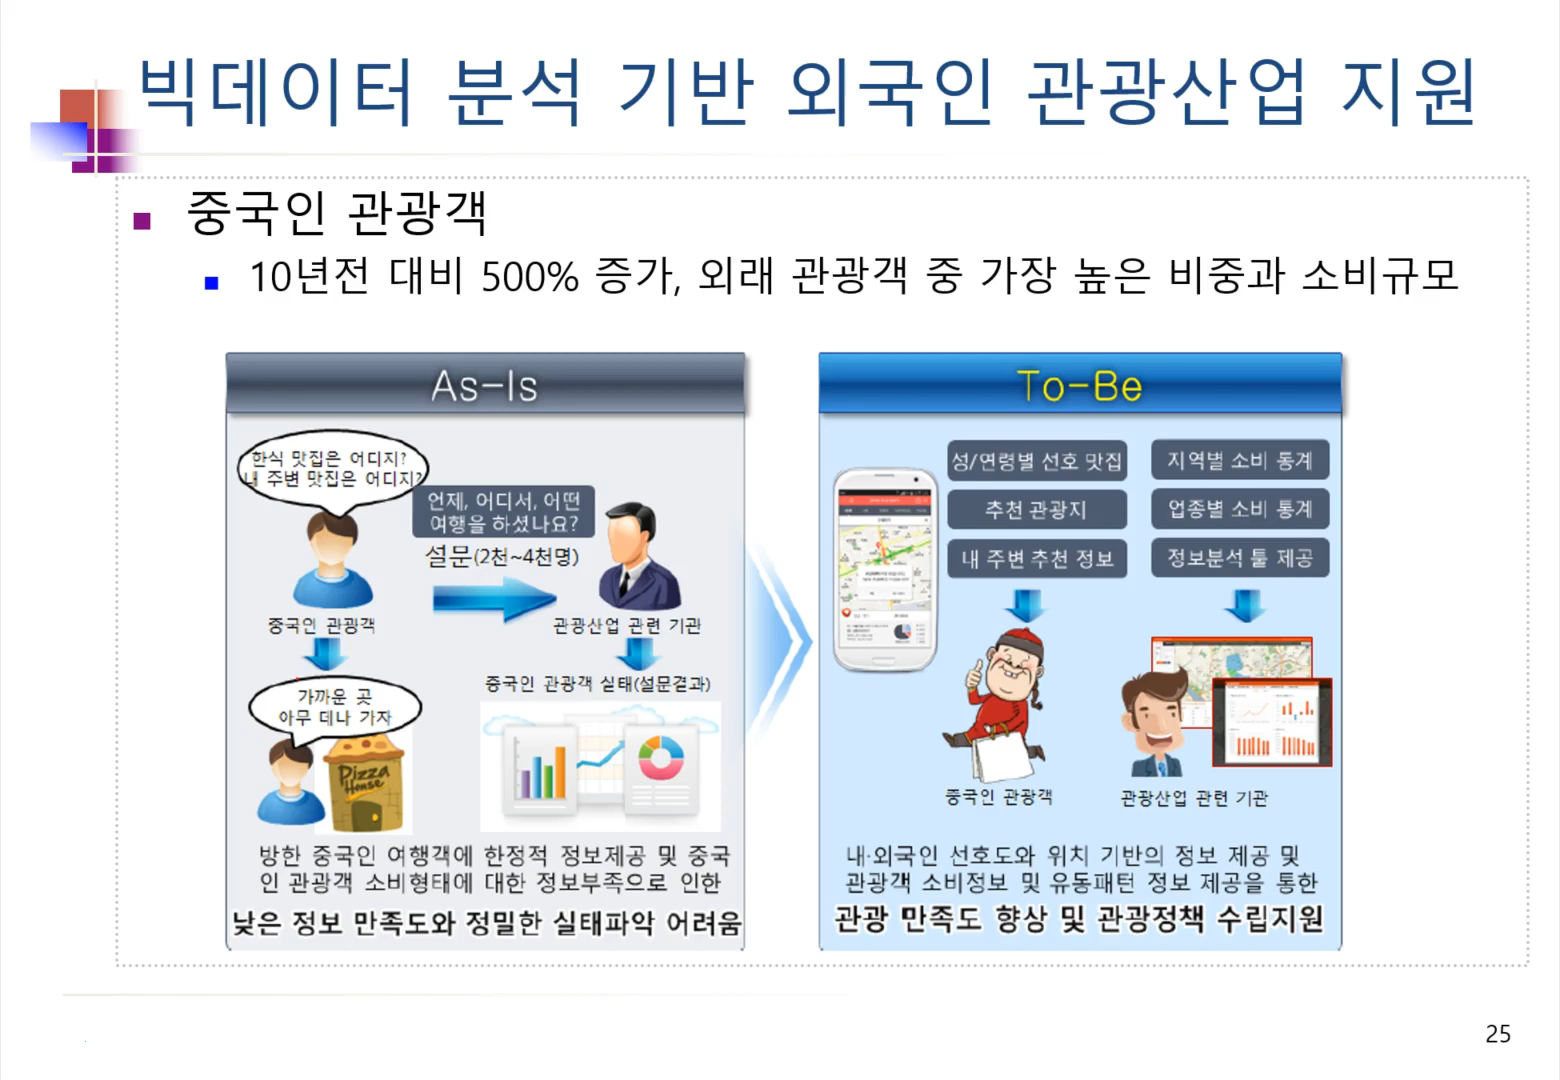 빅데이터 분석 기반 외국인 관광산업 지원
중국인 관광객
10년전 대비 500% 증가, 외래 관광객 중 가장 높은 비중과 소비규모
As-Is
한식 맛집은 어디지?
내 주변 맛집은 어디지?
언제, 어디서, 어떤
여행을 하셨나요?
설문(2천~4천명)
중국인 관광객
관광산업 관련 기관
가까운 곳
아무 데나 가자
Pizza
House
중국인 관광객 실태(설문결과)
방한 중국인 여행객에 한정적 정보제공 및 중국
인 관광객 소비형태에 대한 정보부족으로 인한
낮은 정보 만족도와 정밀한 실태파악 어려움
To-Be
성/연령별 선호 맛집
추천 관광지
내 주변 추천 정보
지역별 소비 통계
업종별 소비 통계
정보분석 툴 제공
중국인 관광객
관광산업 관련 기관
내·외국인 선호도와 위치 기반의 정보 제공 및
관광객 소비정보 및 유동패턴 정보 제공을 통한
관광 만족도 향상 및 관광정책 수립지원
25